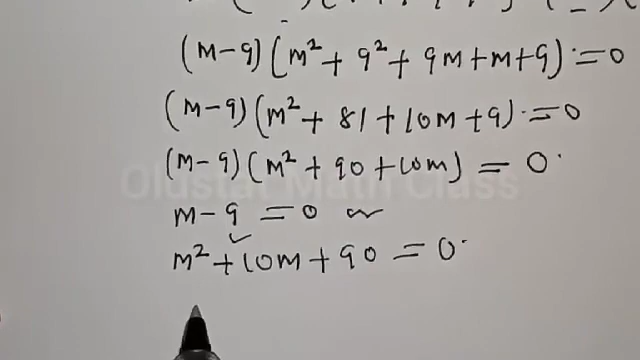 (m-9)(m²+9²+9m+m+9)=0
(m-9)(m²+81+10m+9)=0
(m-9)(m²+90+10m)=0
Olustar Math Class
m-9=0 or
m²+10m+90=0